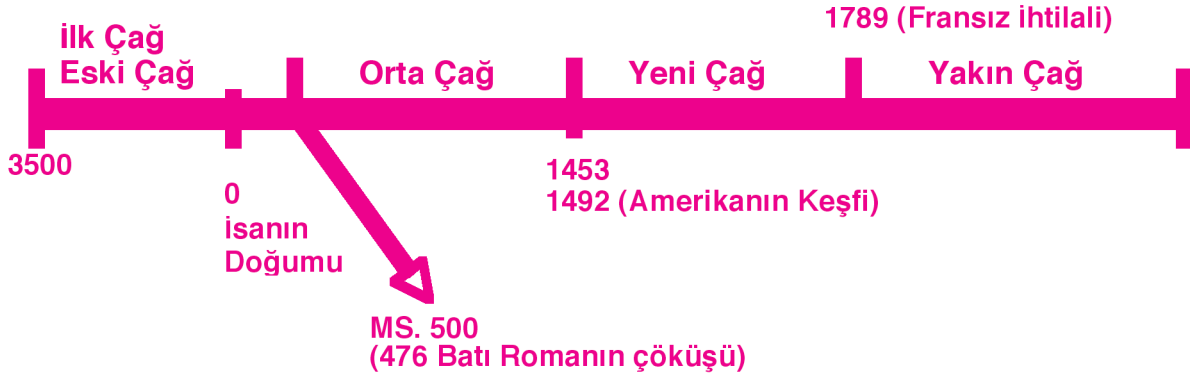 1789 (Fransız İhtilali)
İlk Çağ
Eski Çağ
Orta Çağ
Yeni Çağ
Yakın Çağ
3500
0
İsanın
Doğumu
1453
1492 (Amerikanın Keşfi)
MS. 500
(476 Batı Romanın çöküşü)